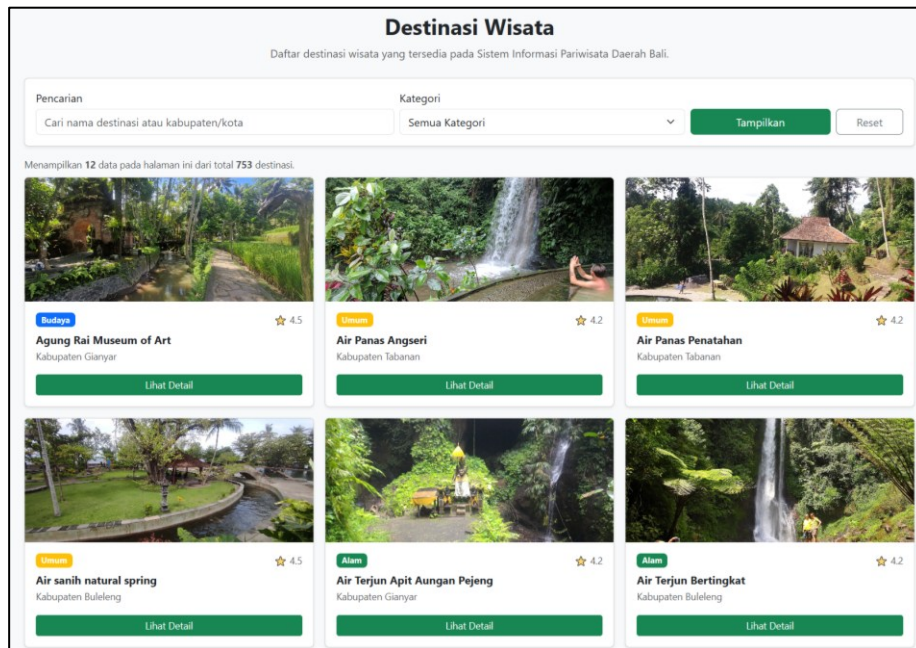 Destinasi Wisata
Daftar destinasi wisata yang tersedia pada Sistem Informasi Pariwisata Daerah Bali.
Pencarian
Kategori
Cari nama destinasi atau kabupaten/kota
Semua Kategori
Tampilkan
Reset
Menampilkan 12 data pada halaman ini dari total 753 destinasi.
Budaya
4.5
Agung Rai Museum of Art
Kabupaten Gianyar
Lihat Detail
Umum
4.2
Air Panas Angseri
Kabupaten Tabanan
Lihat Detail
Umum
4.2
Air Panas Penatahan
Kabupaten Tabanan
Lihat Detail
Umum
4.5
Air sanih natural spring
Kabupaten Buleleng
Lihat Detail
Alam
4.2
Air Terjun Apit Aungan Pejeng
Kabupaten Gianyar
Lihat Detail
Alam
4.2
Air Terjun Bertingkat
Kabupaten Buleleng
Lihat Detail